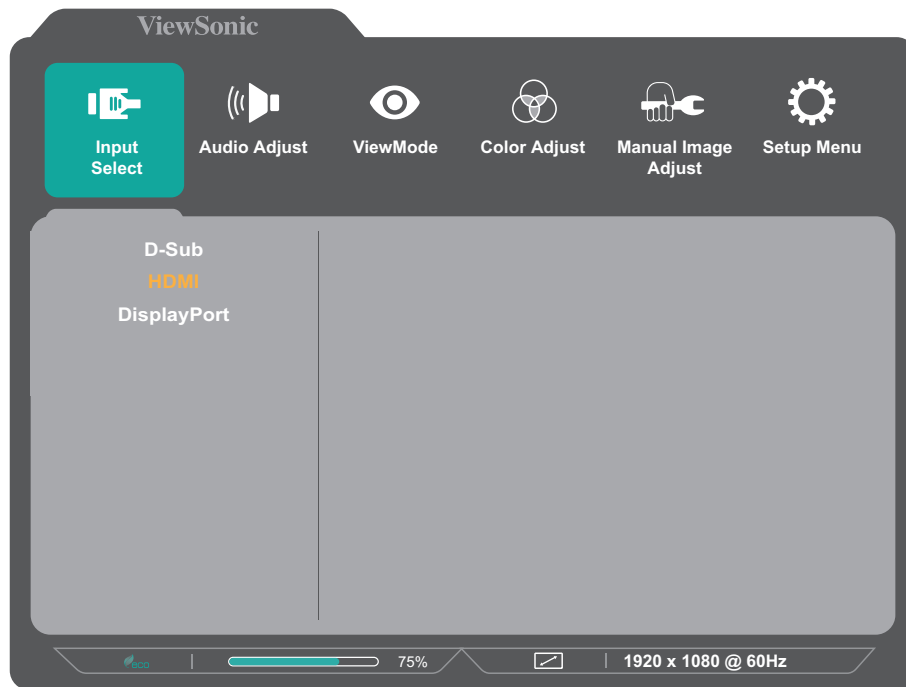 ViewSonic
Input
Select
Audio Adjust
ViewMode
Color Adjust
Manual Image
Adjust
Setup Menu
D-Sub
HDMI
DisplayPort
eco
75%
1920 x 1080 @ 60Hz